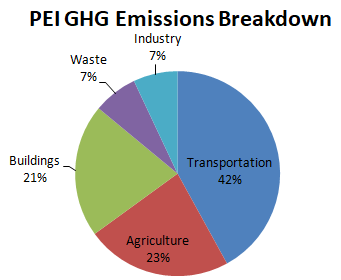 PEI GHG Emissions Breakdown
Industry
7%
Waste
7%
Buildings
21%
Transportation
42%
Agriculture
23%